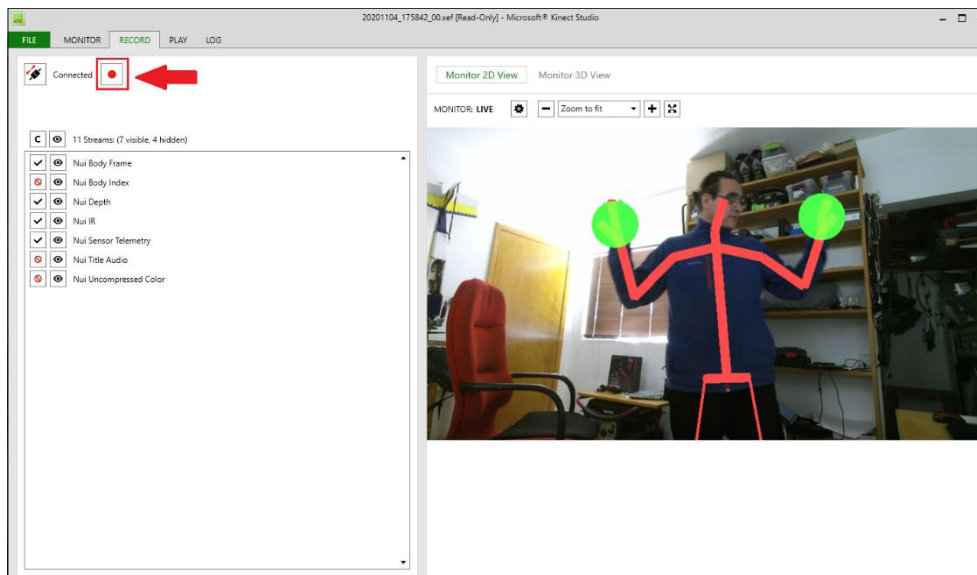 20201104_175842_00.xef [Read-Only] - Microsoft® Kinect Studio
FILE MONITOR RECORD PLAY LOG
Connected
Monitor 2D View Monitor 3D View
MONITOR: LIVE Zoom to fit
C 11 Streams: (7 visible, 4 hidden)
Nui Body Frame
Nui Body Index
Nui Depth
Nui IR
Nui Sensor Telemetry
Nui Title Audio
Nui Uncompressed Color